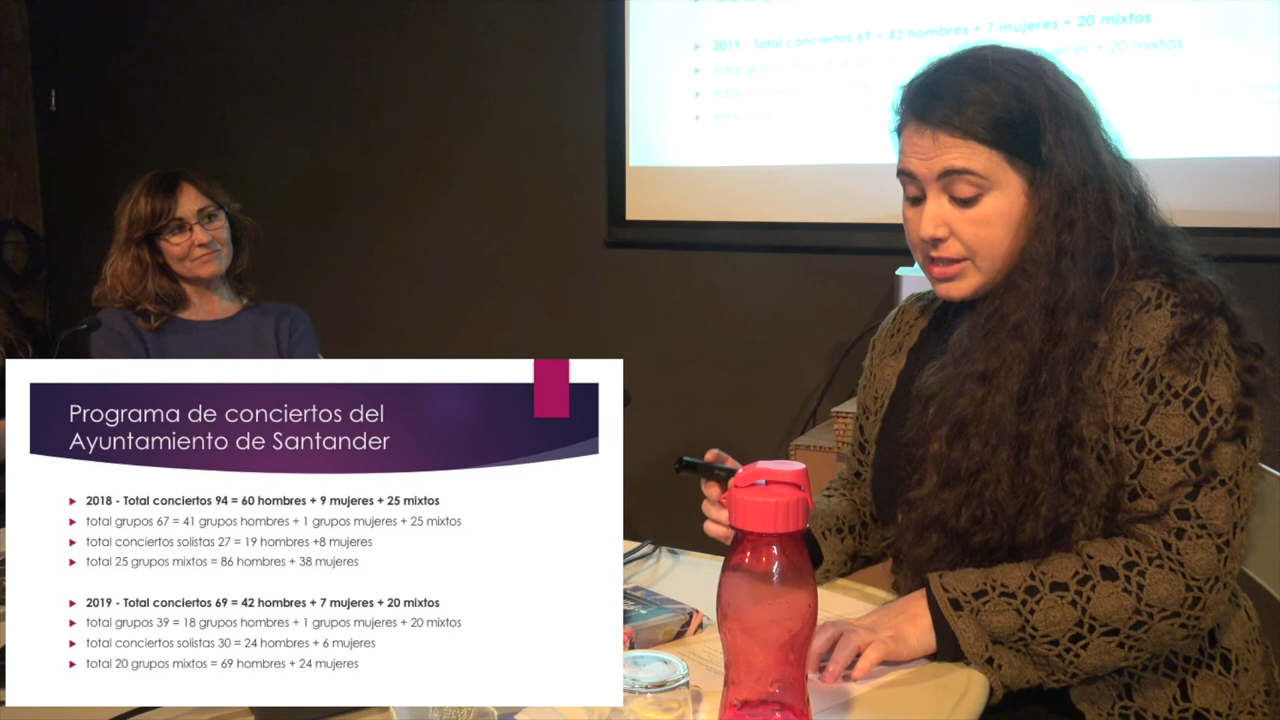 2019 - Total conciertos 69 = 42 hombres + 7 mujeres + 20 mixtos
mujeres + 20 mixtos
Programa de conciertos del
Ayuntamiento de Santander
2018 - Total conciertos 94 = 60 hombres + 9 mujeres + 25 mixtos
total grupos 67 = 41 grupos hombres + 1 grupos mujeres + 25 mixtos
total conciertos solistas 27 = 19 hombres +8 mujeres
total 25 grupos mixtos = 86 hombres + 38 mujeres
2019 - Total conciertos 69 = 42 hombres + 7 mujeres + 20 mixtos
total grupos 39 = 18 grupos hombres + 1 grupos mujeres + 20 mixtos
total conciertos solistas 30 = 24 hombres + 6 mujeres
total 20 grupos mixtos = 69 hombres + 24 mujeres